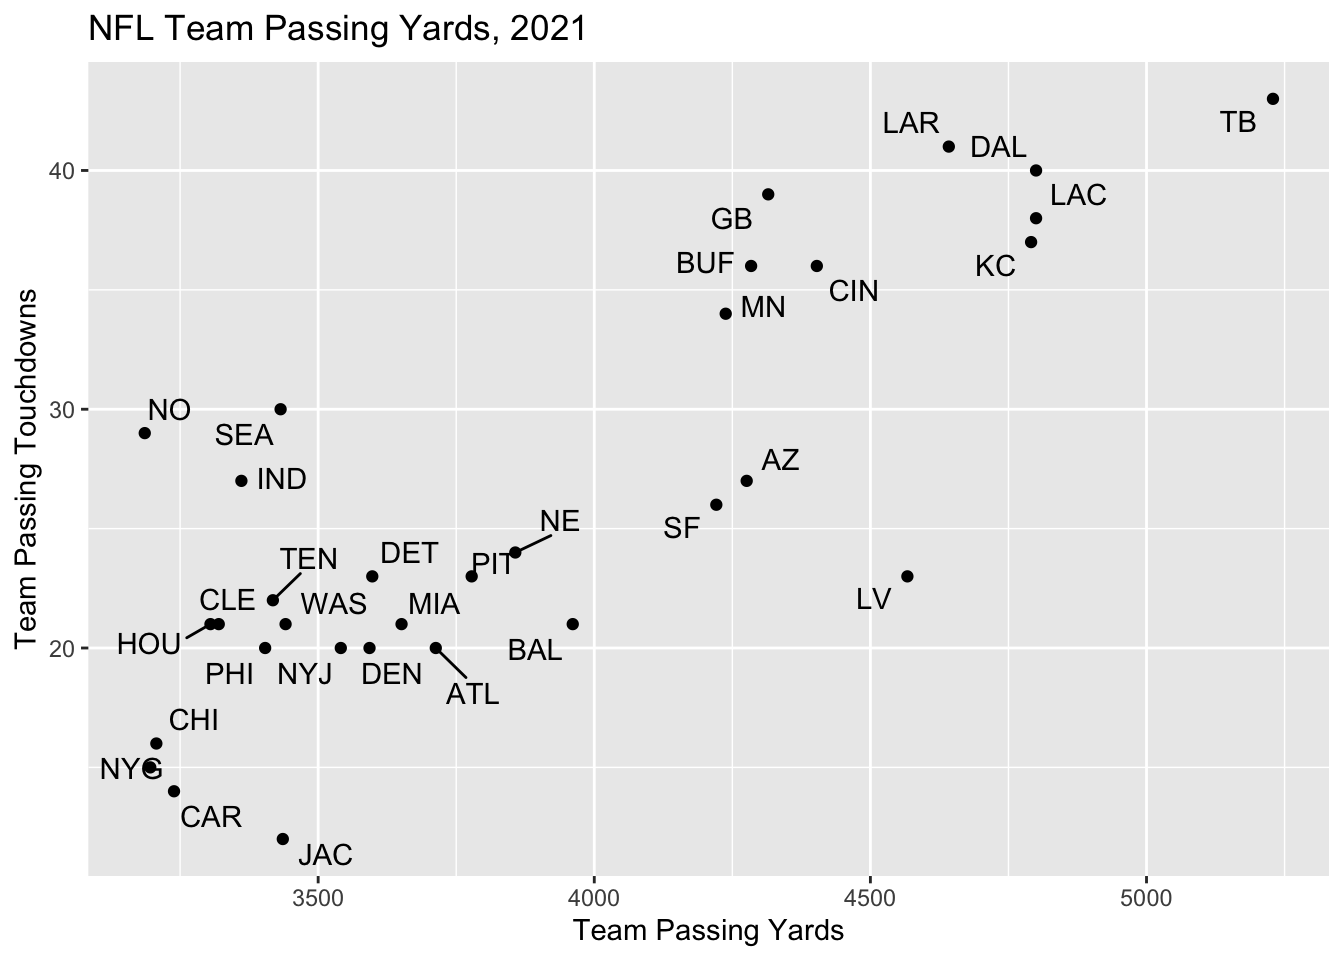 NFL Team Passing Yards, 2021
TB
LAR
DAL
40
LAC
GB
BUF
KC
CIN
MN
NO
30
SEA
AZ
IND
NE
SF
TEN
DET
PIT
CLE
WAS
MIA
LV
HOU
20
BAL
PHI
NYJ
DEN
ATL
CHI
NYG
CAR
JAC
Team Passing Touchdowns
3500
4000
4500
5000
Team Passing Yards